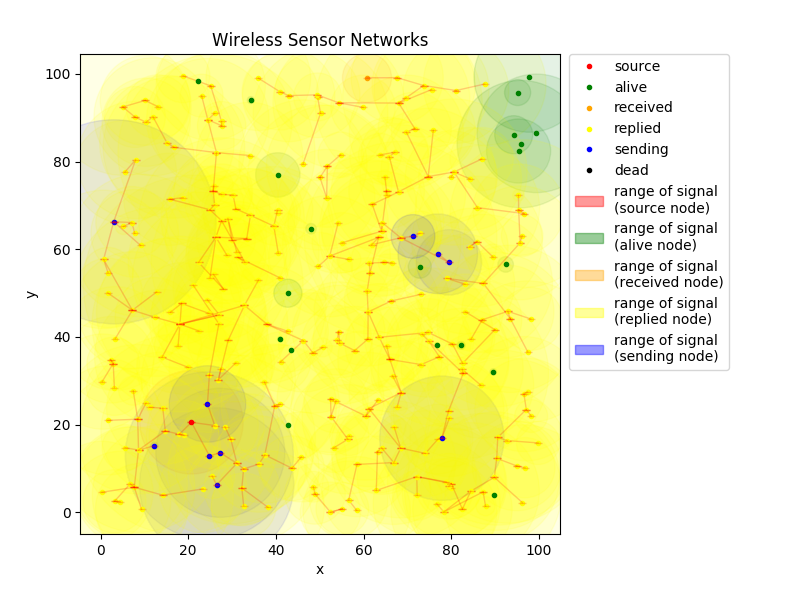 Wireless Sensor Networks
100
80
60
40
20
0
y
0
20
40
60
80
100
x
source
alive
received
replied
sending
dead
range of signal
(source node)
range of signal
(alive node)
range of signal
(received node)
range of signal
(replied node)
range of signal
(sending node)